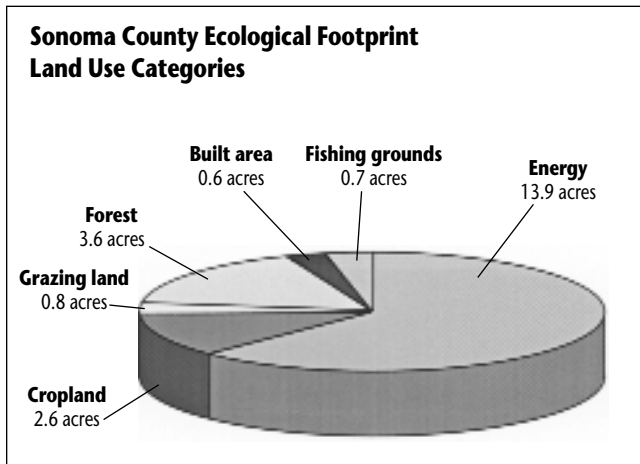 Sonoma County Ecological Footprint
Land Use Categories
Built area
0.6 acres
Fishing grounds
0.7 acres
Energy
13.9 acres
Forest
3.6 acres
Grazing land
0.8 acres
Cropland
2.6 acres